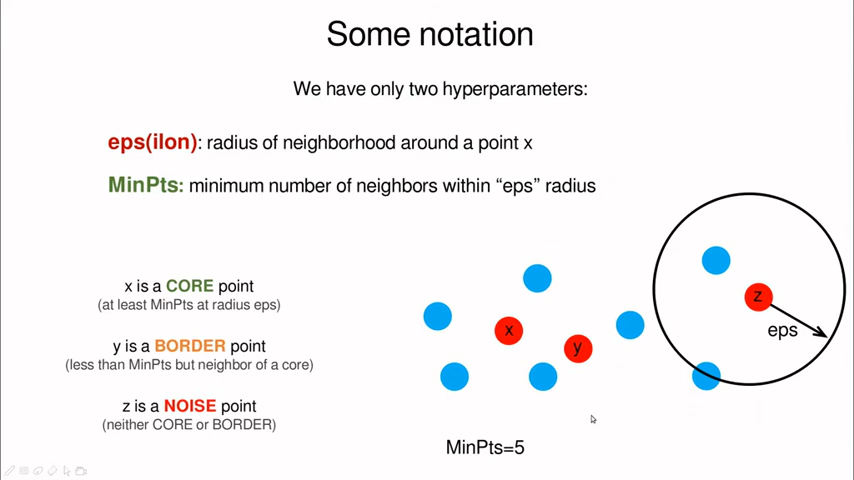 Some notation
We have only two hyperparameters:
eps(ilon): radius of neighborhood around a point x
MinPts: minimum number of neighbors within “eps” radius
x is a CORE point
(at least MinPts at radius eps)
y is a BORDER point
(less than MinPts but neighbor of a core)
z is a NOISE point
(neither CORE or BORDER)
x
y
z
eps
MinPts=5